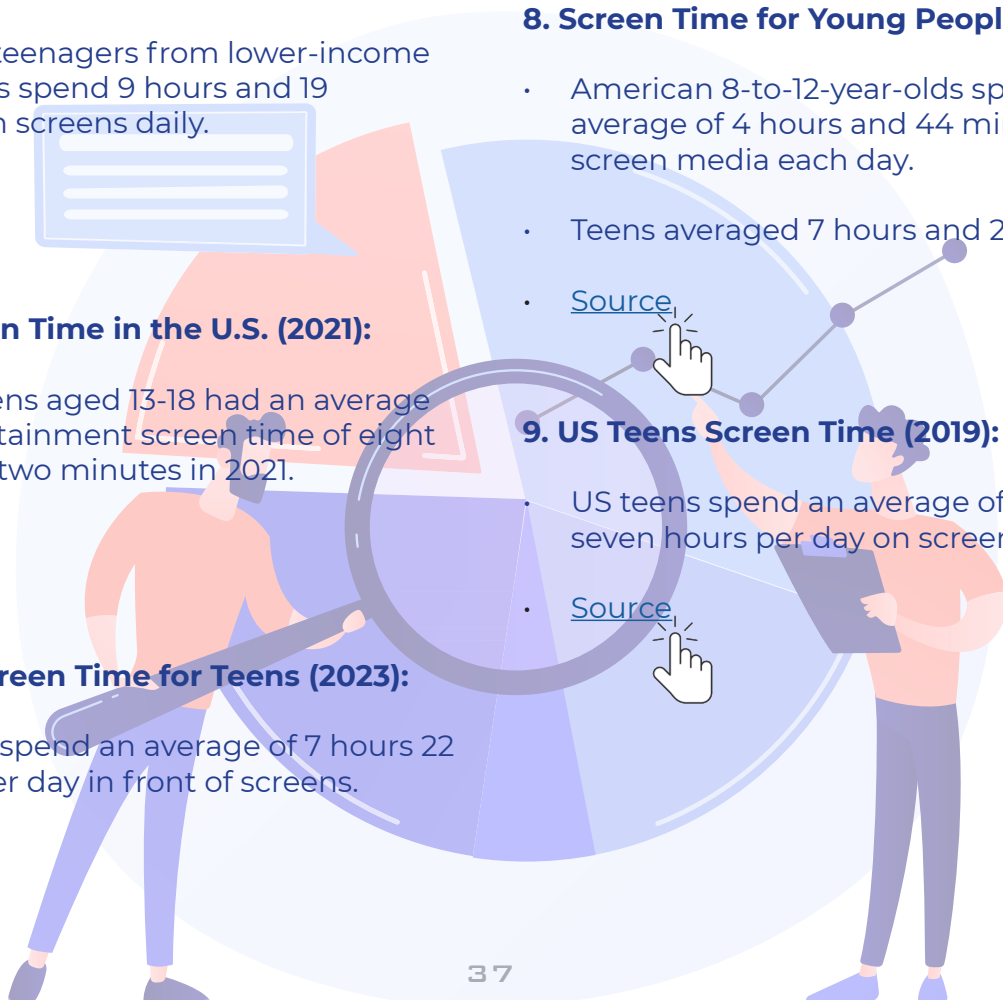 teenagers from lower-income
s spend 9 hours and 19
n screens daily.
n Time in the U.S. (2021):
ens aged 13-18 had an average
tainment screen time of eight
two minutes in 2021.
reen Time for Teens (2023):
spend an average of 7 hours 22
er day in front of screens.
8. Screen Time for Young Peopl
• American 8-to-12-year-olds sp
average of 4 hours and 44 mi
screen media each day.
• Teens averaged 7 hours and 2
• Source
9. US Teens Screen Time (2019):
• US teens spend an average of
seven hours per day on screen
• Source
37